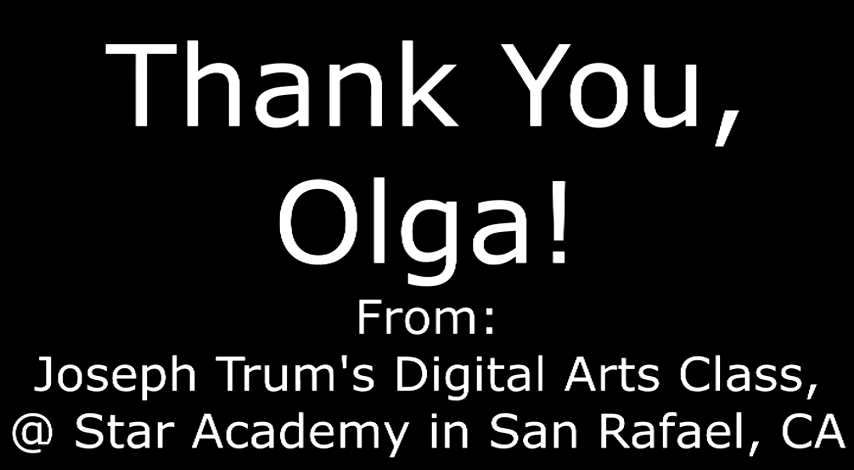 Thank You,
Olga!
From:
Joseph Trum's Digital Arts Class,
@ Star Academy in San Rafael, CA